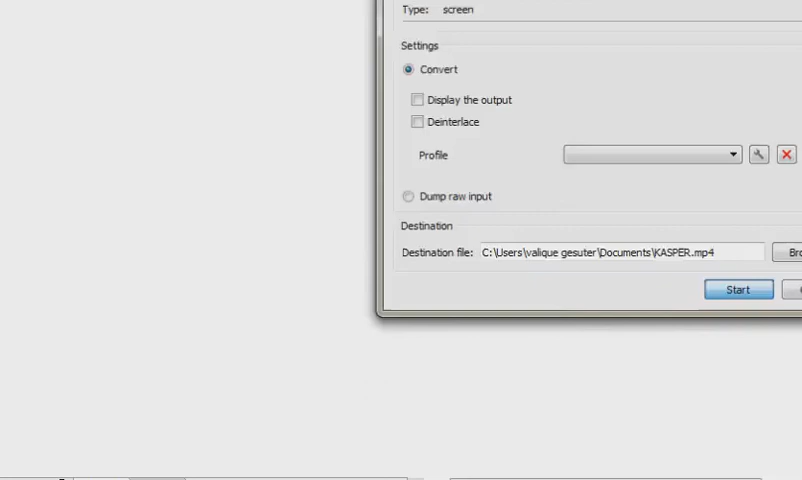 Type: screen
Settings
Convert
Display the output
Deinterlace
Profile
Dump raw input
Destination
Destination file: C:\Users\valique gesuter\Documents\KASPER.mp4
Start